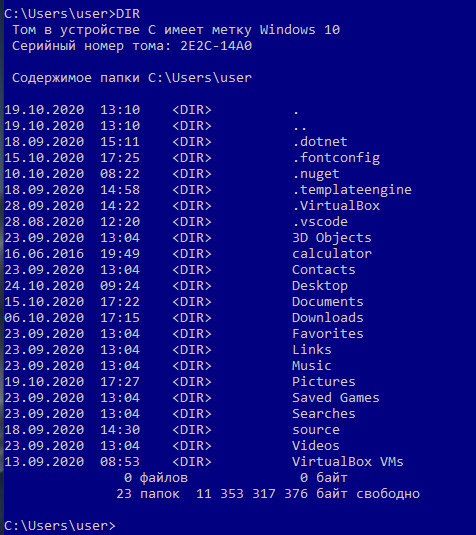 C:\Users\user>DIR
Том в устройстве C имеет метку Windows 10
Серийный номер тома: 2E2C-14A0
Содержимое папки C:\Users\user
19.10.2020  13:10    <DIR>          .
19.10.2020  13:10    <DIR>          ..
18.09.2020  15:11    <DIR>          .dotnet
15.10.2020  17:25    <DIR>          .fontconfig
10.10.2020  08:22    <DIR>          .nuget
18.09.2020  14:58    <DIR>          .templateengine
28.09.2020  14:22    <DIR>          .VirtualBox
28.08.2020  12:20    <DIR>          .vscode
23.09.2020  13:04    <DIR>          3D Objects
16.06.2016  19:49    <DIR>          calculator
23.09.2020  13:04    <DIR>          Contacts
24.10.2020  09:24    <DIR>          Desktop
15.10.2020  17:22    <DIR>          Documents
06.10.2020  17:15    <DIR>          Downloads
23.09.2020  13:04    <DIR>          Favorites
23.09.2020  13:04    <DIR>          Links
23.09.2020  13:04    <DIR>          Music
19.10.2020  17:27    <DIR>          Pictures
23.09.2020  13:04    <DIR>          Saved Games
23.09.2020  13:04    <DIR>          Searches
18.09.2020  14:30    <DIR>          source
23.09.2020  13:04    <DIR>          Videos
13.09.2020  08:53    <DIR>          VirtualBox VMs
0 файлов              0 байт
23 папок  11 353 317 376 байт свободно
C:\Users\user>